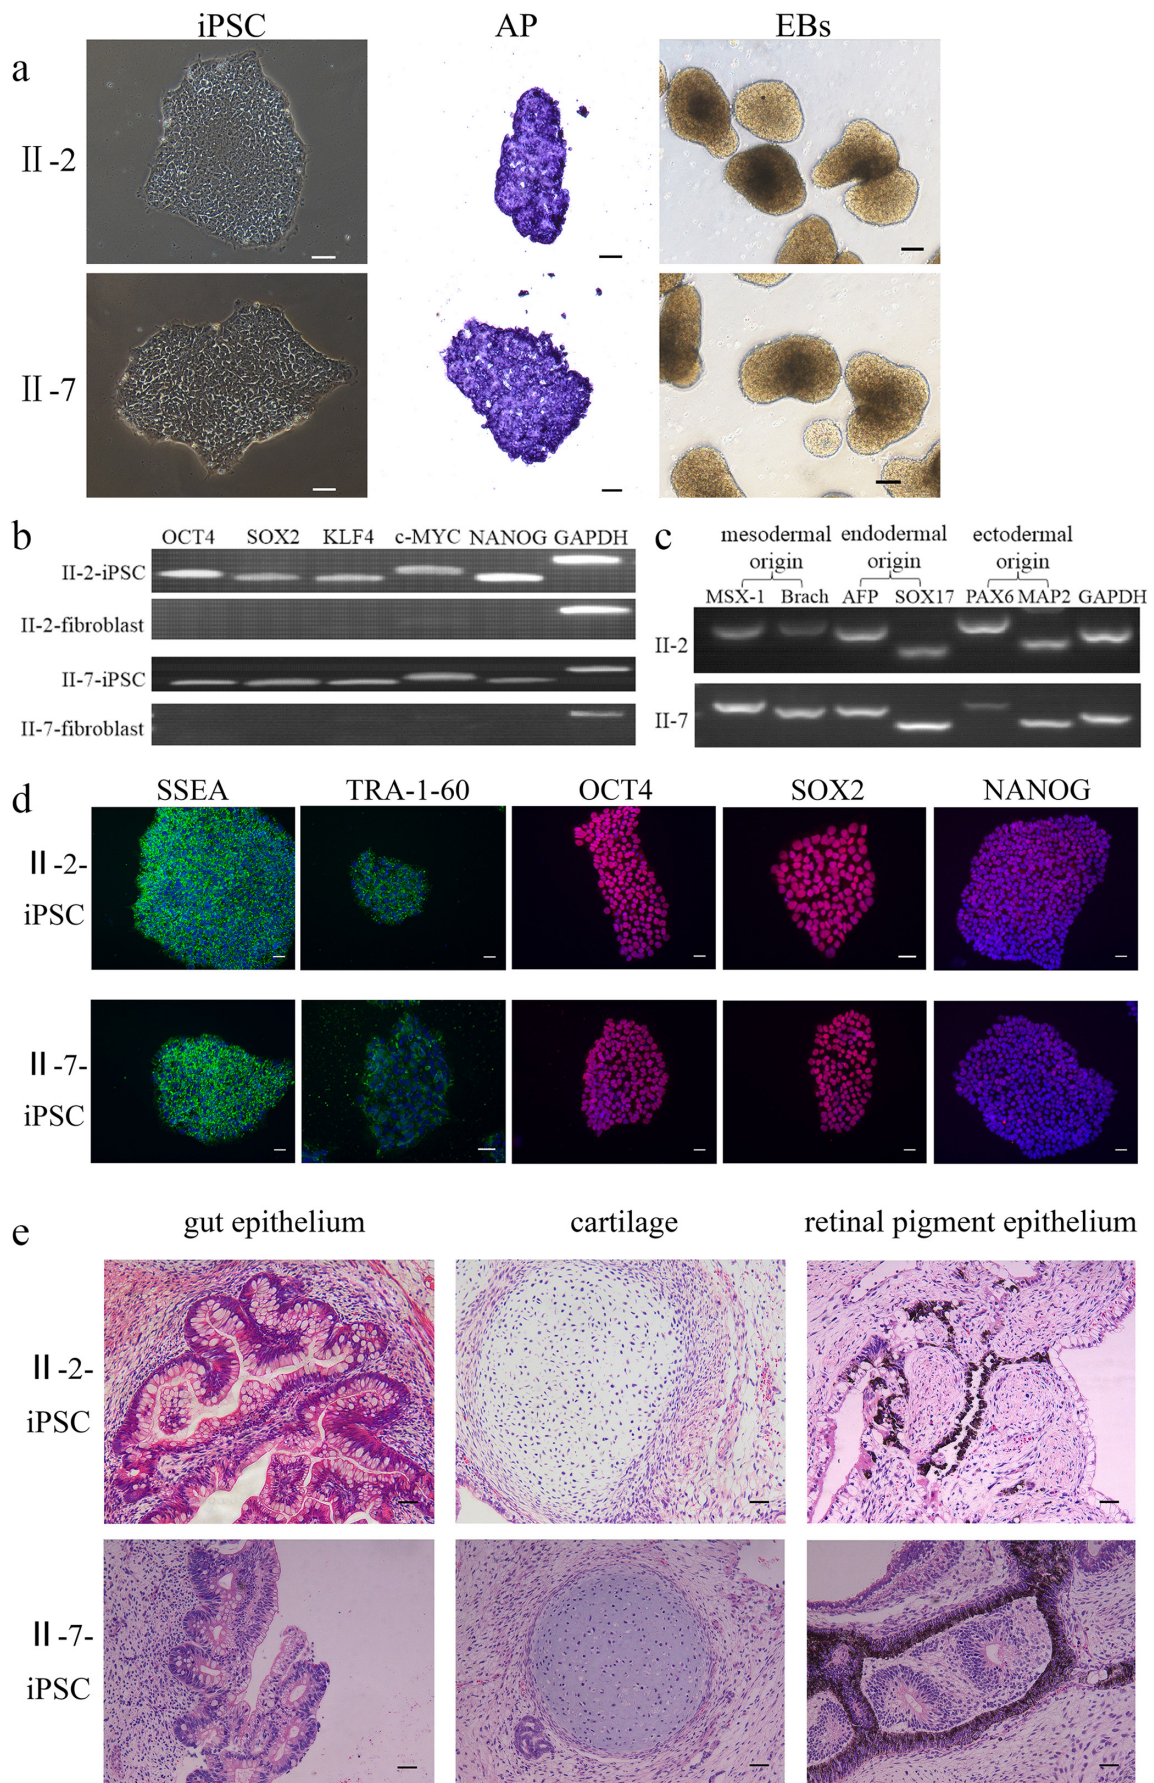 iPSC AP EBs
a
II-2
II-7
b
OCT4 SOX2 KLF4 c-MYC NANOG GAPDH
II-2-iPSC
II-2-fibroblast
II-7-iPSC
II-7-fibroblast
c
mesodermal origin endodermal origin ectodermal origin
MSX-1 Brach AFP SOX17 PAX6 MAP2 GAPDH
II-2
II-7
d
SSEA TRA-1-60 OCT4 SOX2 NANOG
II-2-
iPSC
II-7-
iPSC
e
gut epithelium cartilage retinal pigment epithelium
II-2-
iPSC
II-7-
iPSC